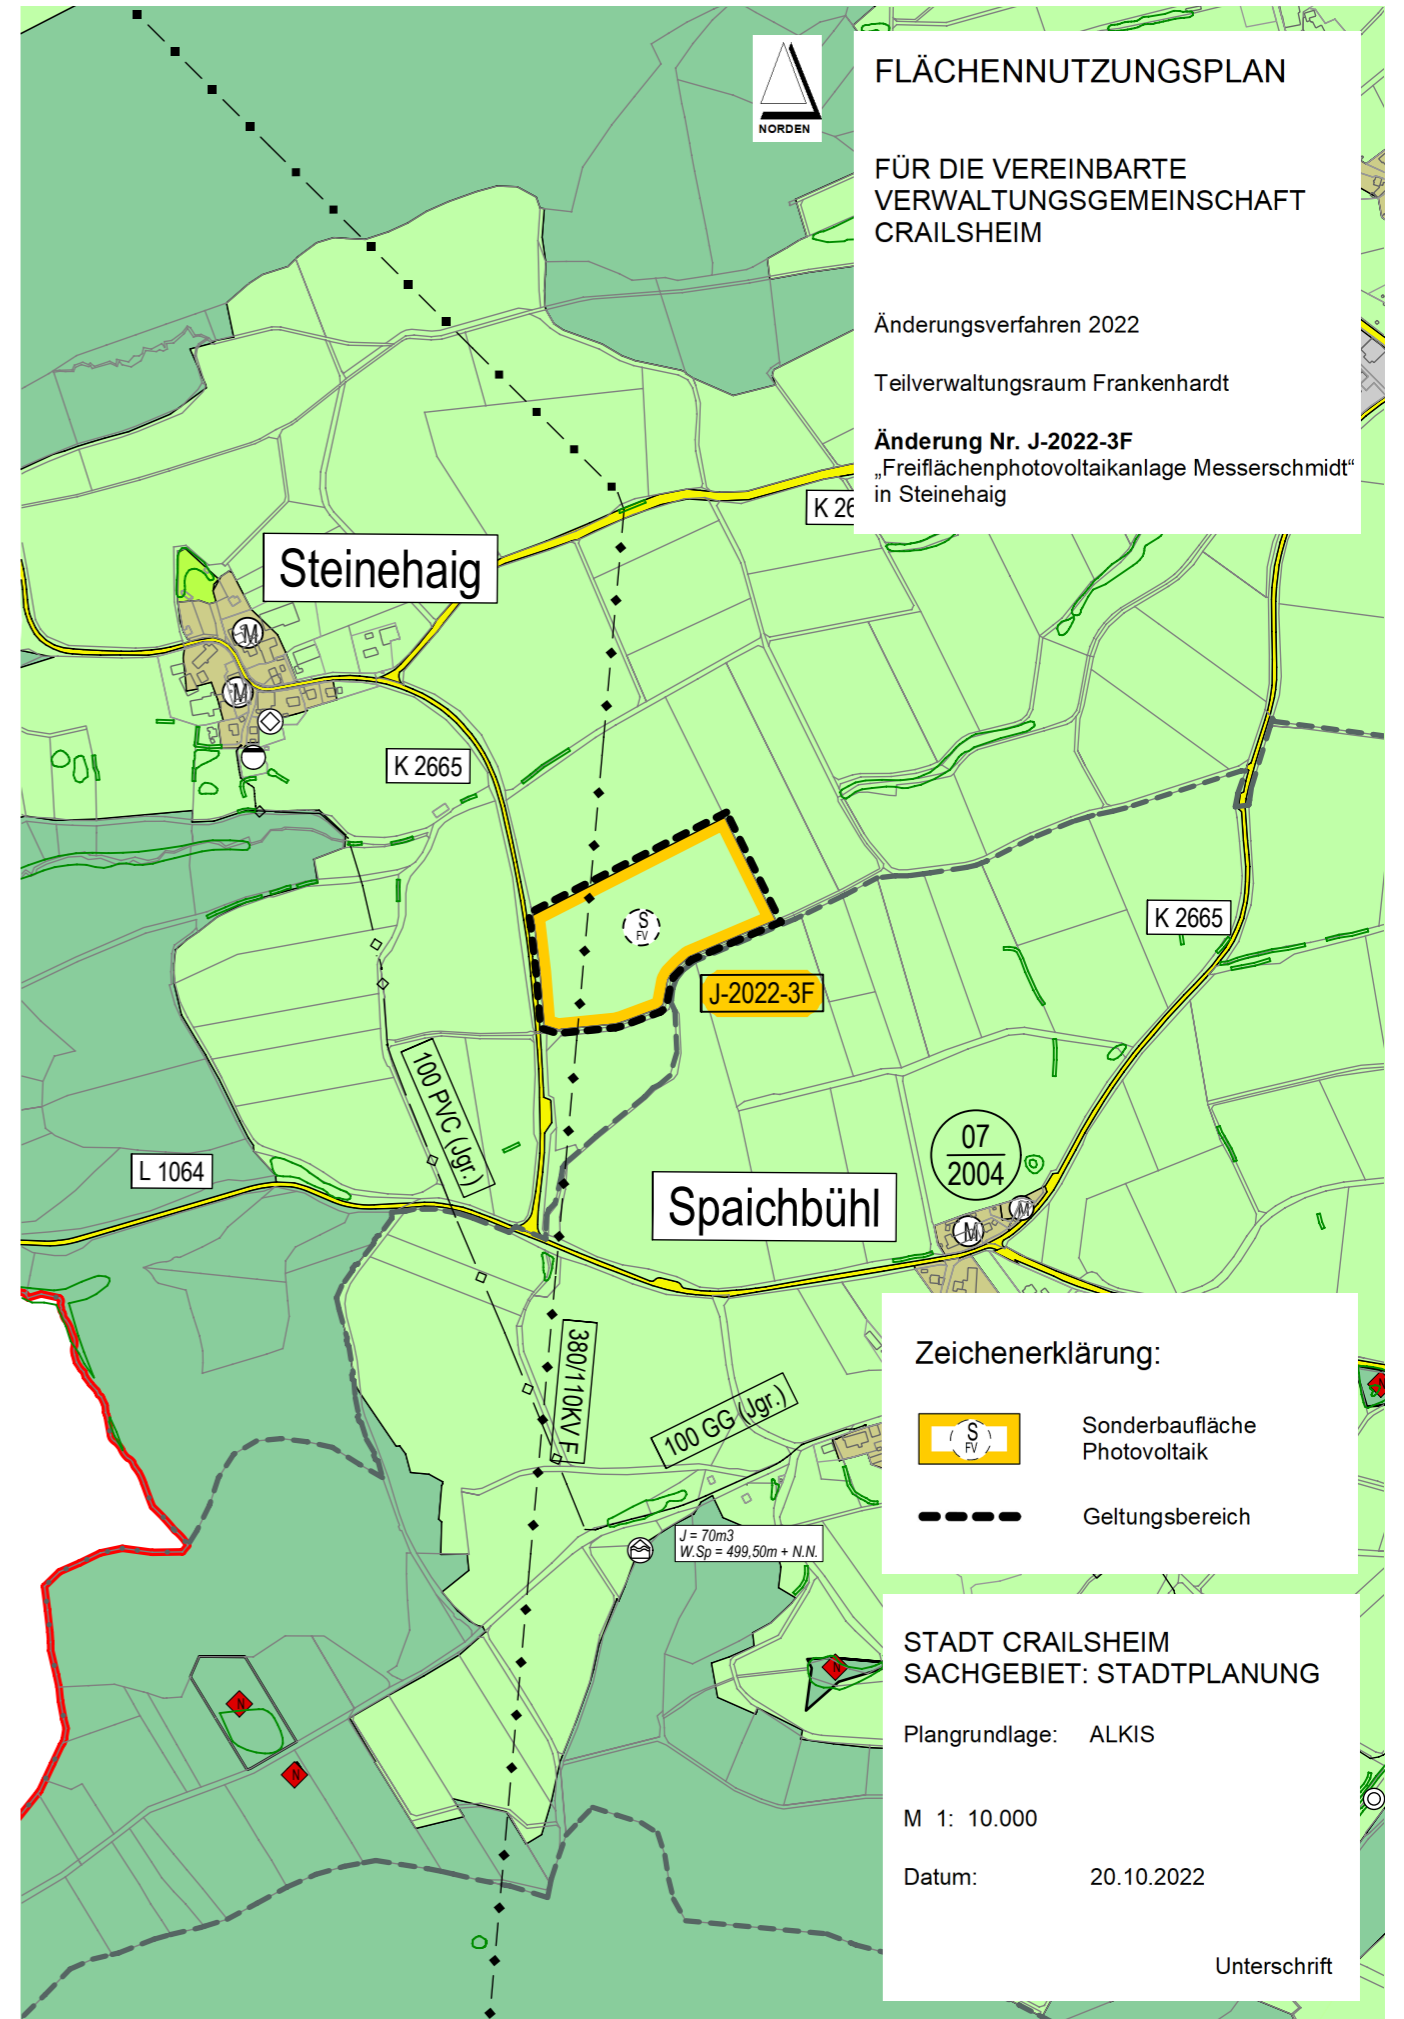 NORDEN
FLÄCHENNUTZUNGSPLAN
FÜR DIE VEREINBARTE
VERWALTUNGSGEMEINSCHAFT
CRAILSHEIM
Änderungsverfahren 2022
Teilverwaltungsraum Frankenhardt
Änderung Nr. J-2022-3F
„Freiflächenphotovoltaikanlage Messerschmidt“
in Steinehaig
K 26
Steinehaig
M
M
K 2665
S
FV
K 2665
J-2022-3F
100 PVC (Jgr.)
07
2004
L 1064
Spaichbühl
M
M
380/110KV F
100 GG (Jgr.)
J = 70m3
W.Sp = 499,50m + N.N.
N
N
N
N
Zeichenerklärung:
S
FV
Sonderbaufläche
Photovoltaik
Geltungsbereich
STADT CRAILSHEIM
SACHGEBIET: STADTPLANUNG
Plangrundlage: ALKIS
M 1: 10.000
Datum: 20.10.2022
Unterschrift